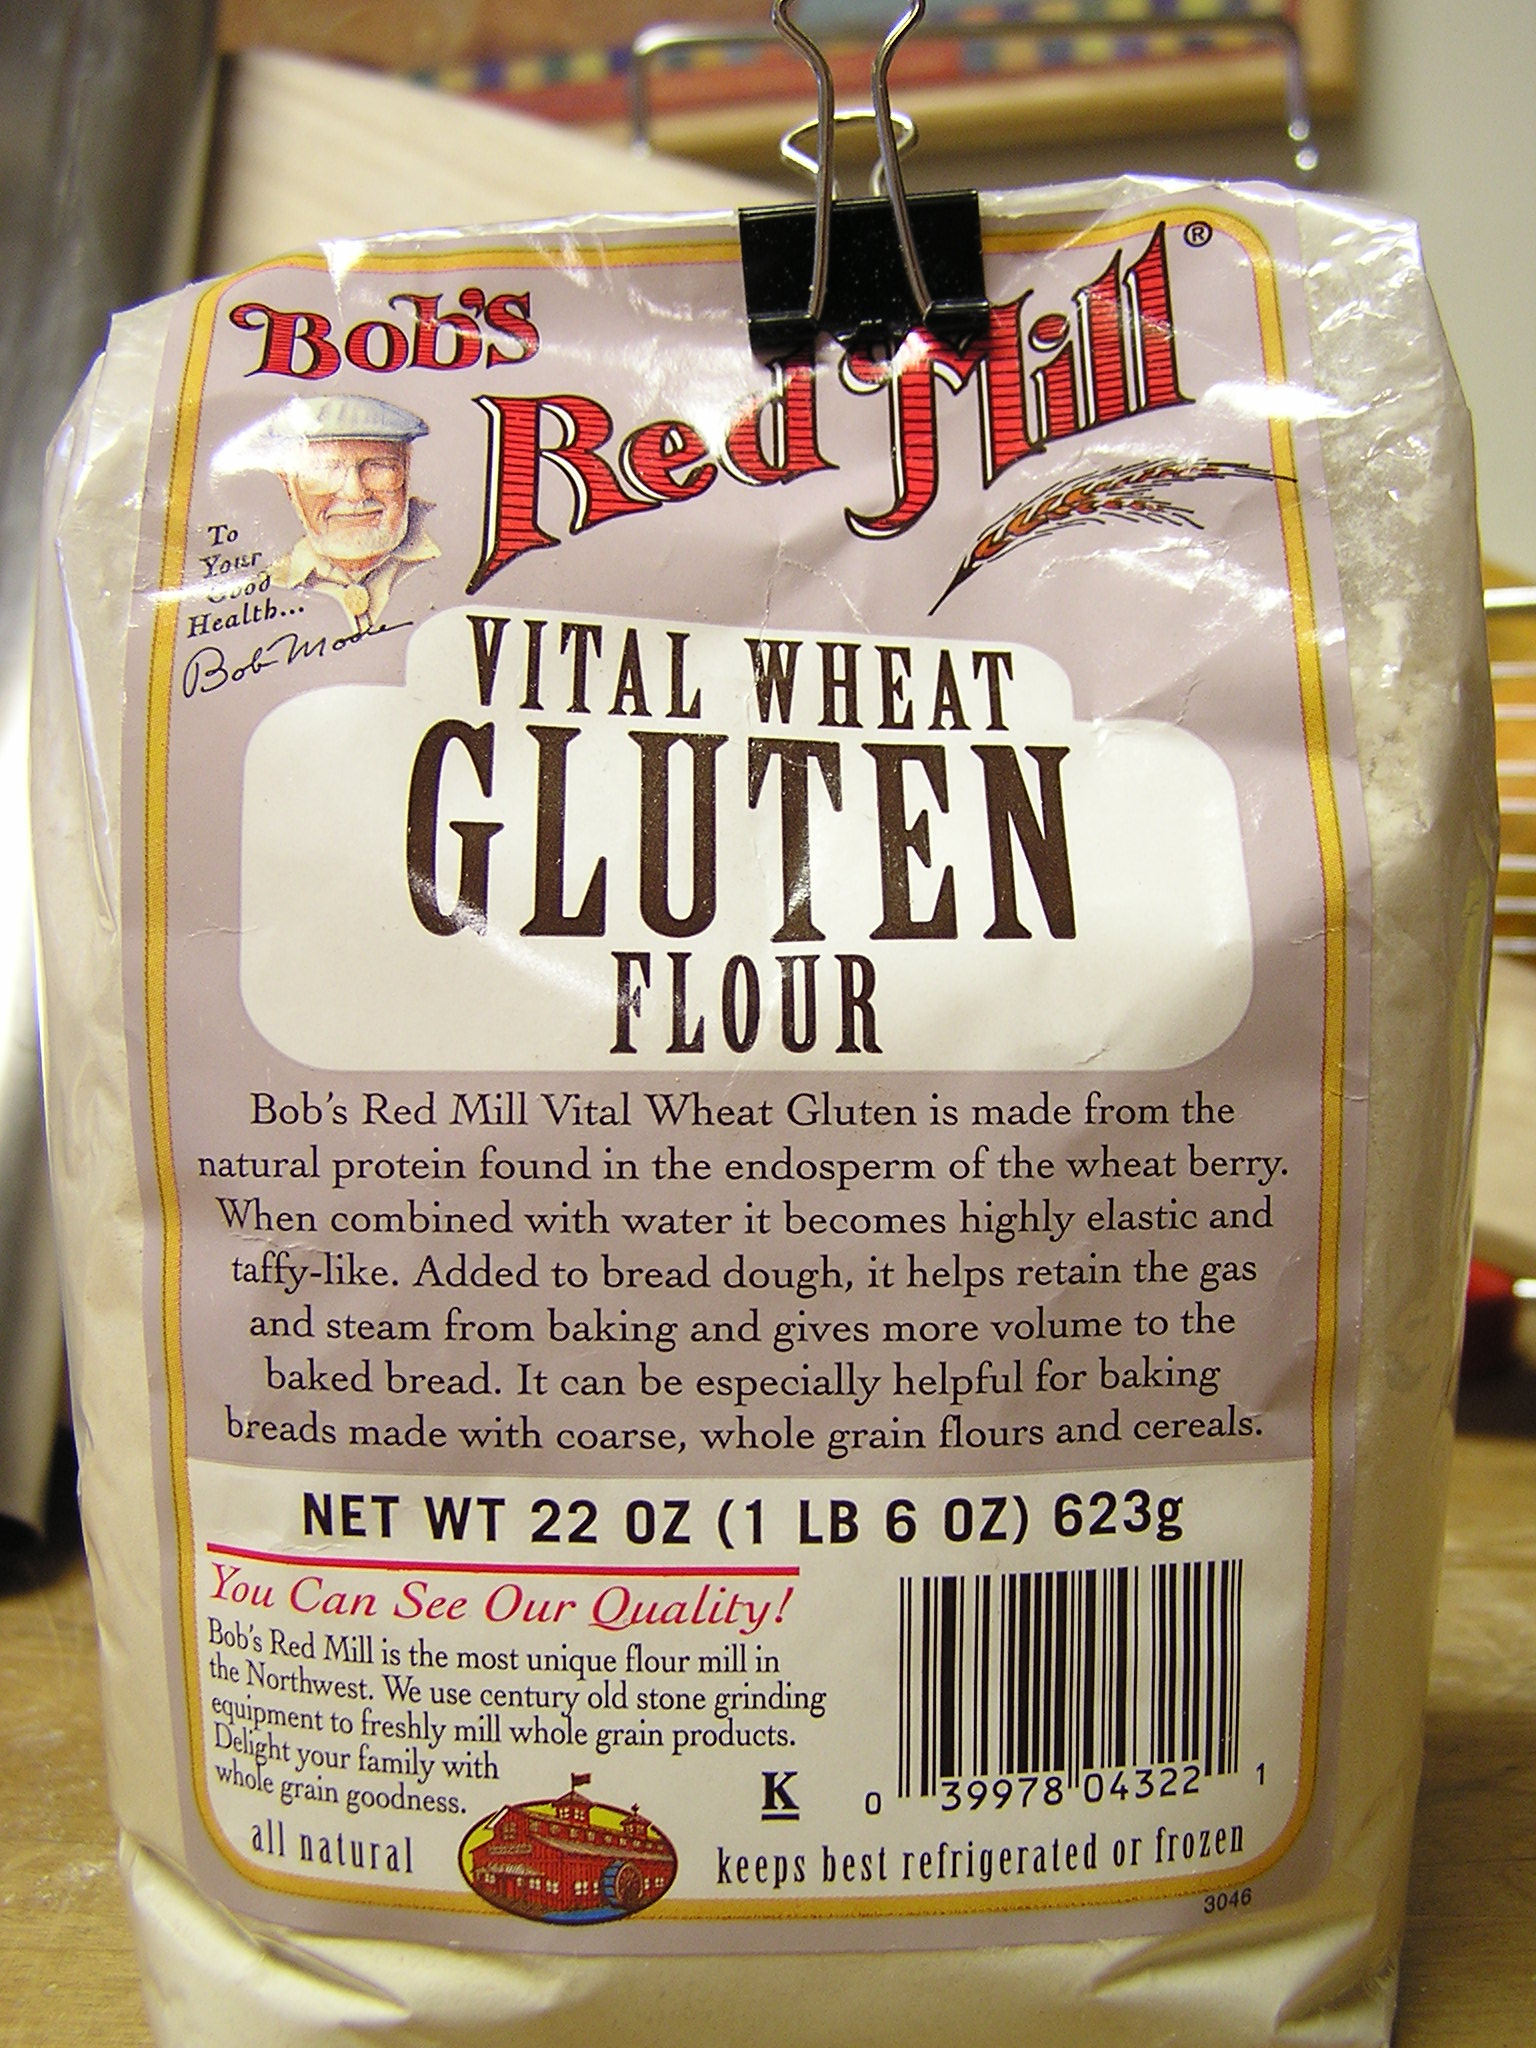 Bob's
Red Mill®
To
Your
Good
Health...
Bob Moore
VITAL WHEAT
GLUTEN
FLOUR
Bob's Red Mill Vital Wheat Gluten is made from the
natural protein found in the endosperm of the wheat berry.
When combined with water it becomes highly elastic and
taffy-like. Added to bread dough, it helps retain the gas
and steam from baking and gives more volume to the
baked bread. It can be especially helpful for baking
breads made with coarse, whole grain flours and cereals.
NET WT 22 OZ (1 LB 6 OZ) 623g
You Can See Our Quality!
Bob's Red Mill is the most unique flour mill in
the Northwest. We use century old stone grinding
equipment to freshly mill whole grain products.
Delight your family with
whole grain goodness.
all natural
K
0 39978 04322 1
keeps best refrigerated or frozen
3046